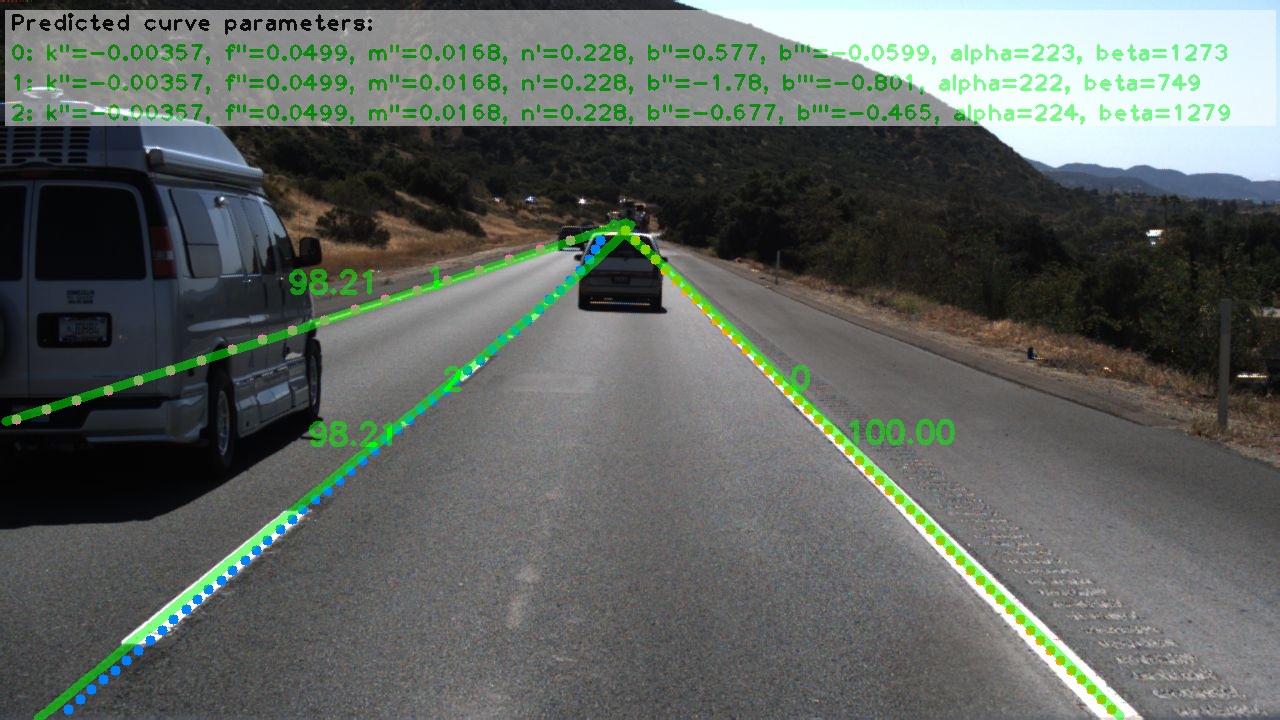 Predicted curve parameters:
0: k''=-0.00357, f''=0.0499, m''=0.0168, n'=0.228, b''=0.577, b'''=-0.0599, alpha=223, beta=1273
1: k''=-0.00357, f''=0.0499, m''=0.0168, n'=0.228, b''=-1.78, b'''=-0.801, alpha=222, beta=749
2: k''=-0.00357, f''=0.0499, m''=0.0168, n'=0.228, b''=-0.677, b'''=-0.465, alpha=224, beta=1279
98.21 1
2 0
98.21 100.00